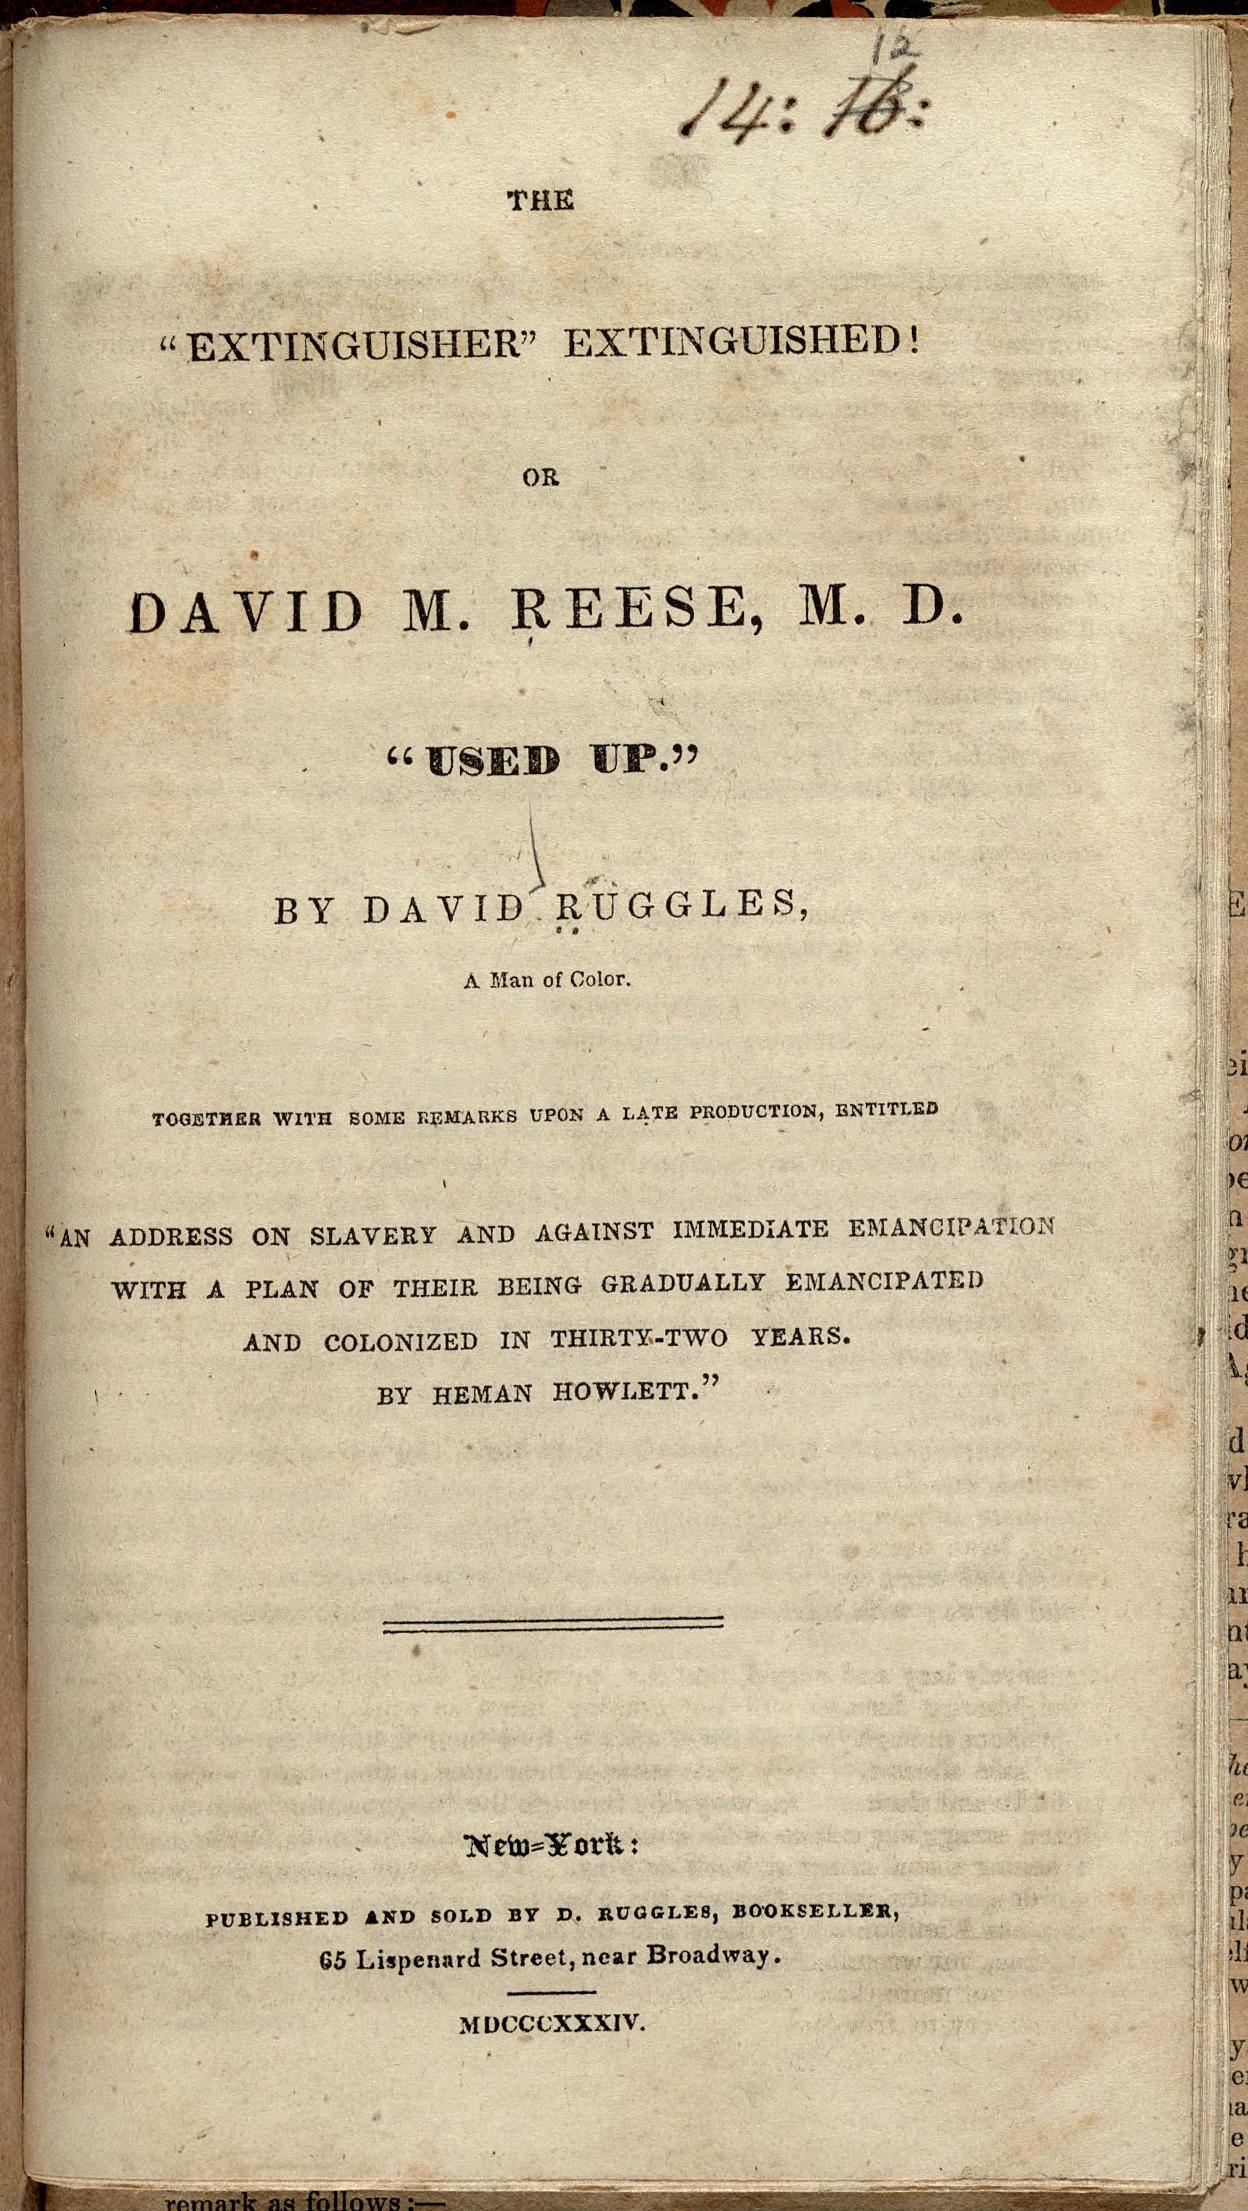 12
14: 16:
THE
“EXTINGUISHER” EXTINGUISHED!
OR
DAVID M. REESE, M. D.
“USED UP.”
BY DAVID RUGGLES,
A Man of Color.
TOGETHER WITH SOME REMARKS UPON A LATE PRODUCTION, ENTITLED
“AN ADDRESS ON SLAVERY AND AGAINST IMMEDIATE EMANCIPATION
WITH A PLAN OF THEIR BEING GRADUALLY EMANCIPATED
AND COLONIZED IN THIRTY-TWO YEARS.
BY HEMAN HOWLETT.”
New-York:
PUBLISHED AND SOLD BY D. RUGGLES, BOOKSELLER,
65 Lispenard Street, near Broadway.
MDCCCXXXIV.
remark as follows:—